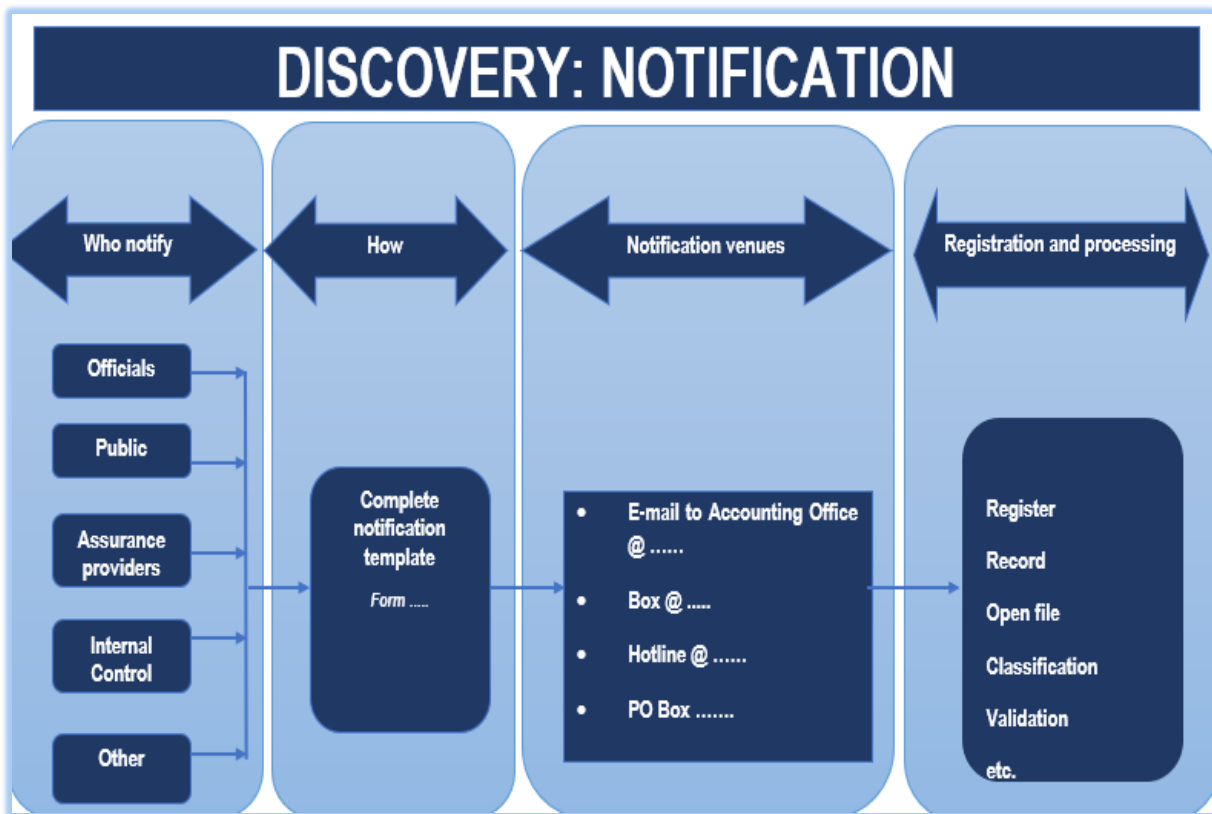 DISCOVERY: NOTIFICATION
Who notify
How
Notification venues
Registration and processing
Officials
Public
Assurance
providers
Internal
Control
Other
Complete
notification
template
Form .....
• E-mail to Accounting Office
@ ......
• Box @ .....
• Hotline @ ......
• PO Box .......
Register
Record
Open file
Classification
Validation
etc.